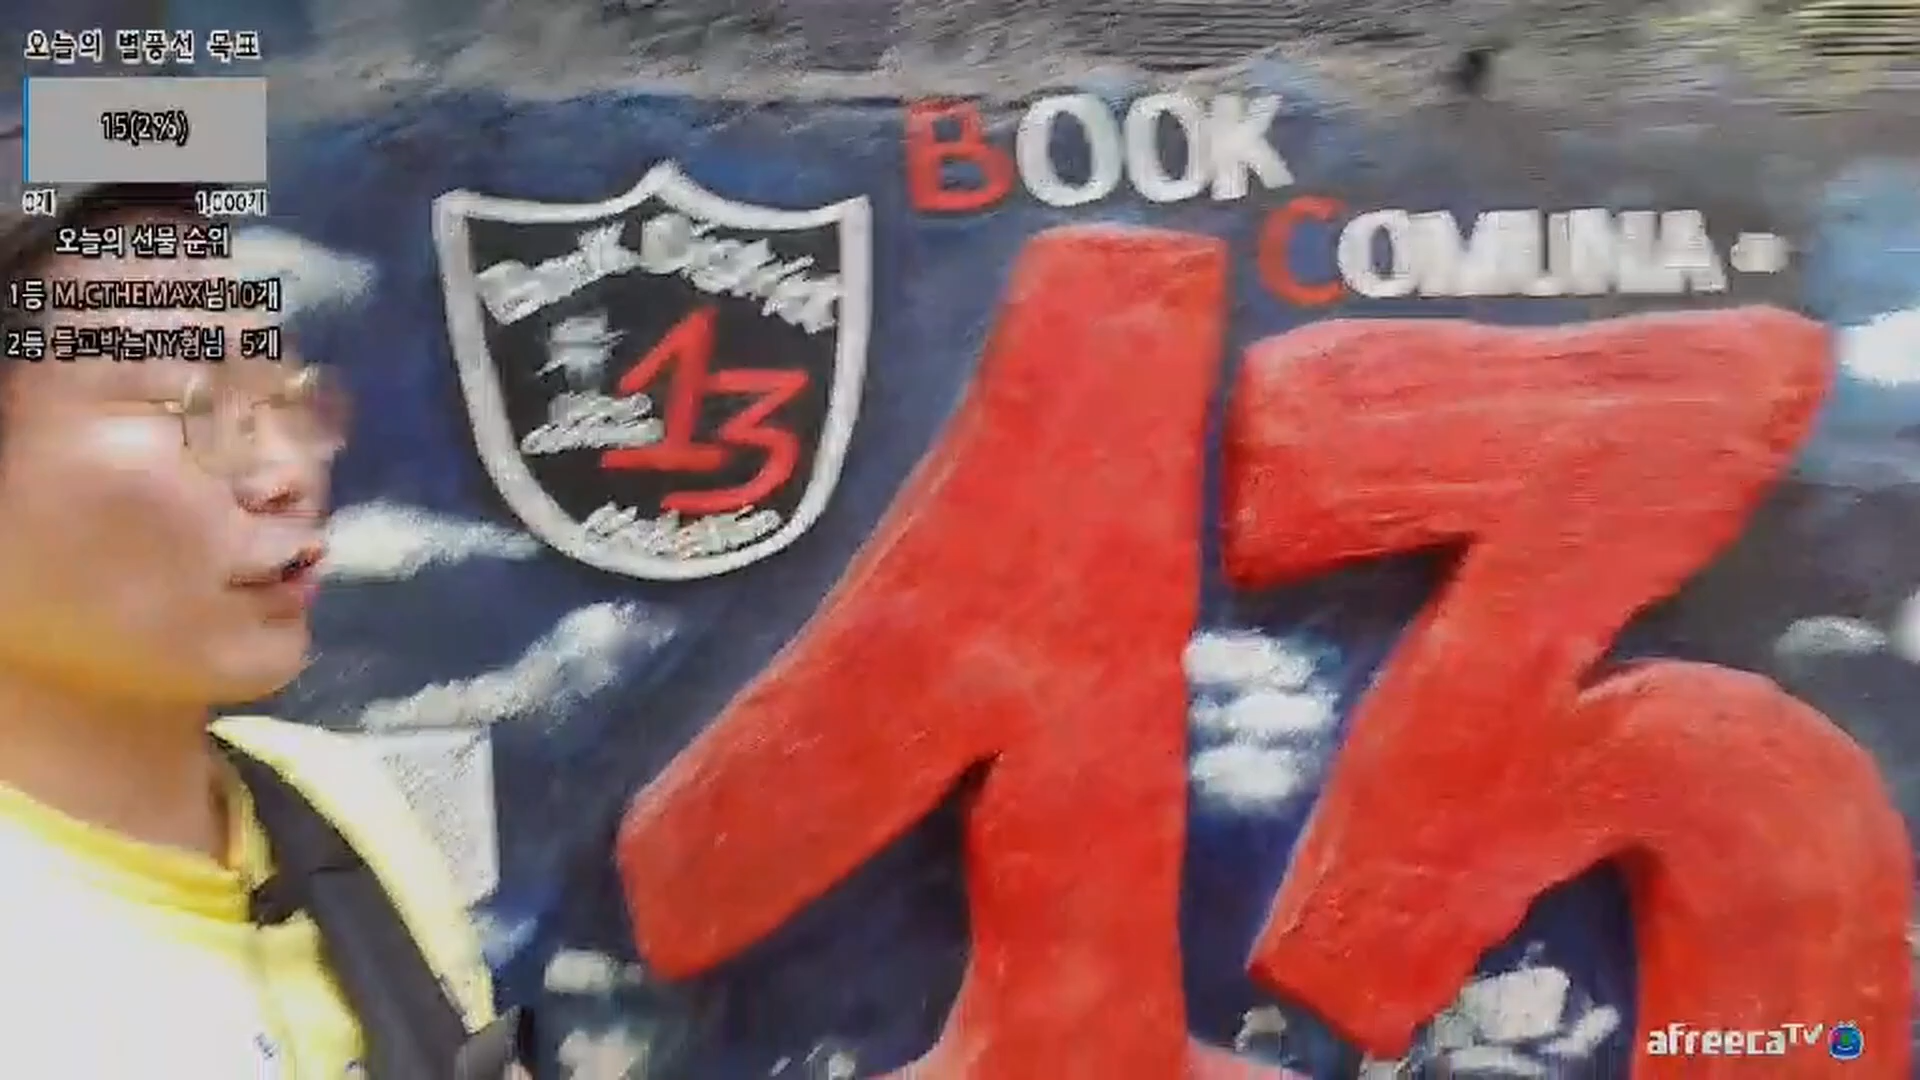 오늘의 별풍선 목표
15(2%)
0개 1,000개
오늘의 선물 순위
1등 M,CTHEMAX님10개
2등 들고박는NY형님 5개
BOOK
COMUNA
13
13
afreecaTV